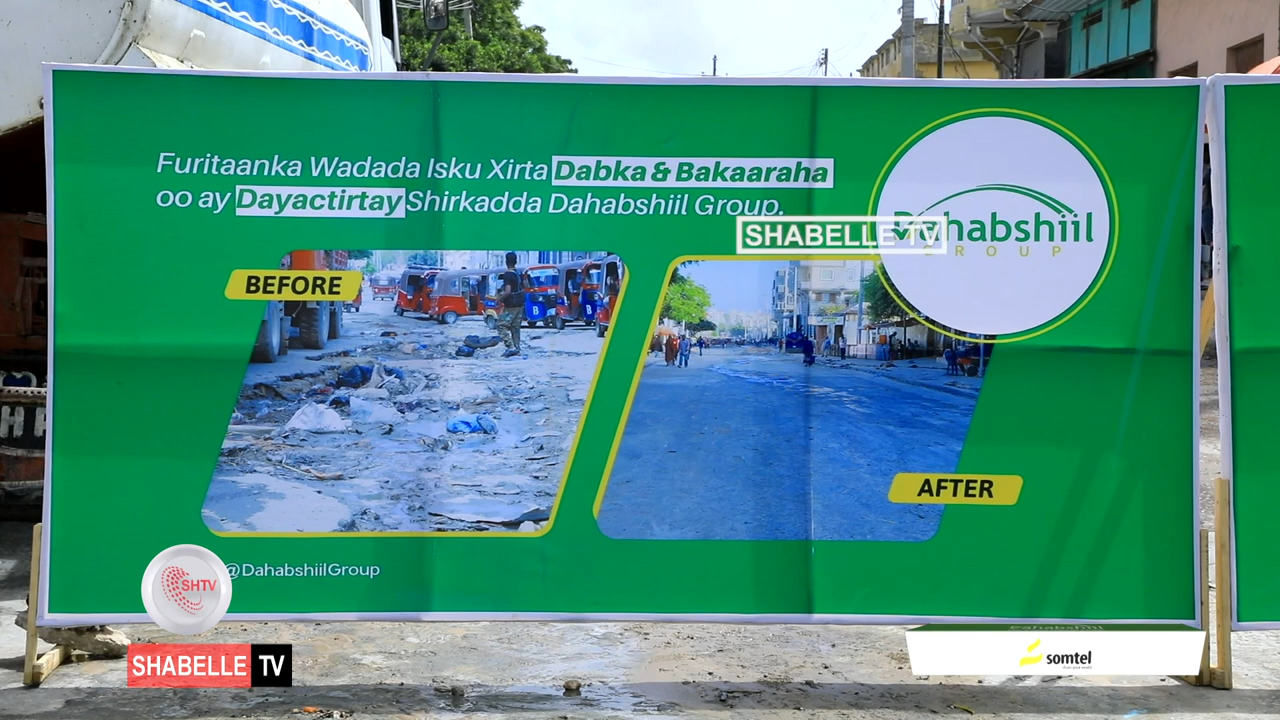 Furitaanka Wadada Isku Xirta Dabka & Bakaaraha
oo ay Dayactirtay Shirkadda Dahabshiil Group.
Dahabshiil
GROUP
SHABELLE TV
BEFORE
AFTER
@DahabshiilGroup
SHTV
SHABELLE TV
Dahabshiil
somtel